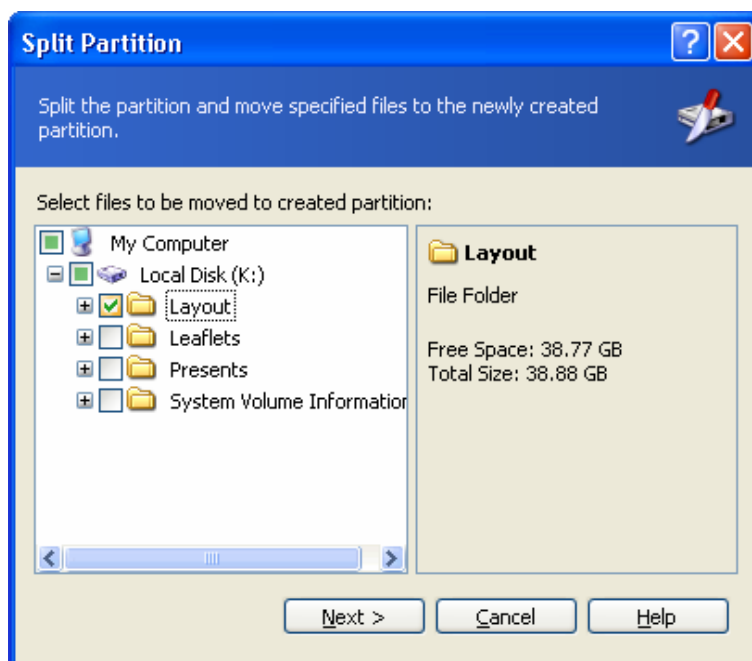 Split Partition
Split the partition and move specified files to the newly created
partition.
Select files to be moved to created partition:
My Computer
Local Disk (K:)
Layout
Leaflets
Presents
System Volume Informatior
Layout
File Folder
Free Space: 38.77 GB
Total Size: 38.88 GB
Next >
Cancel
Help